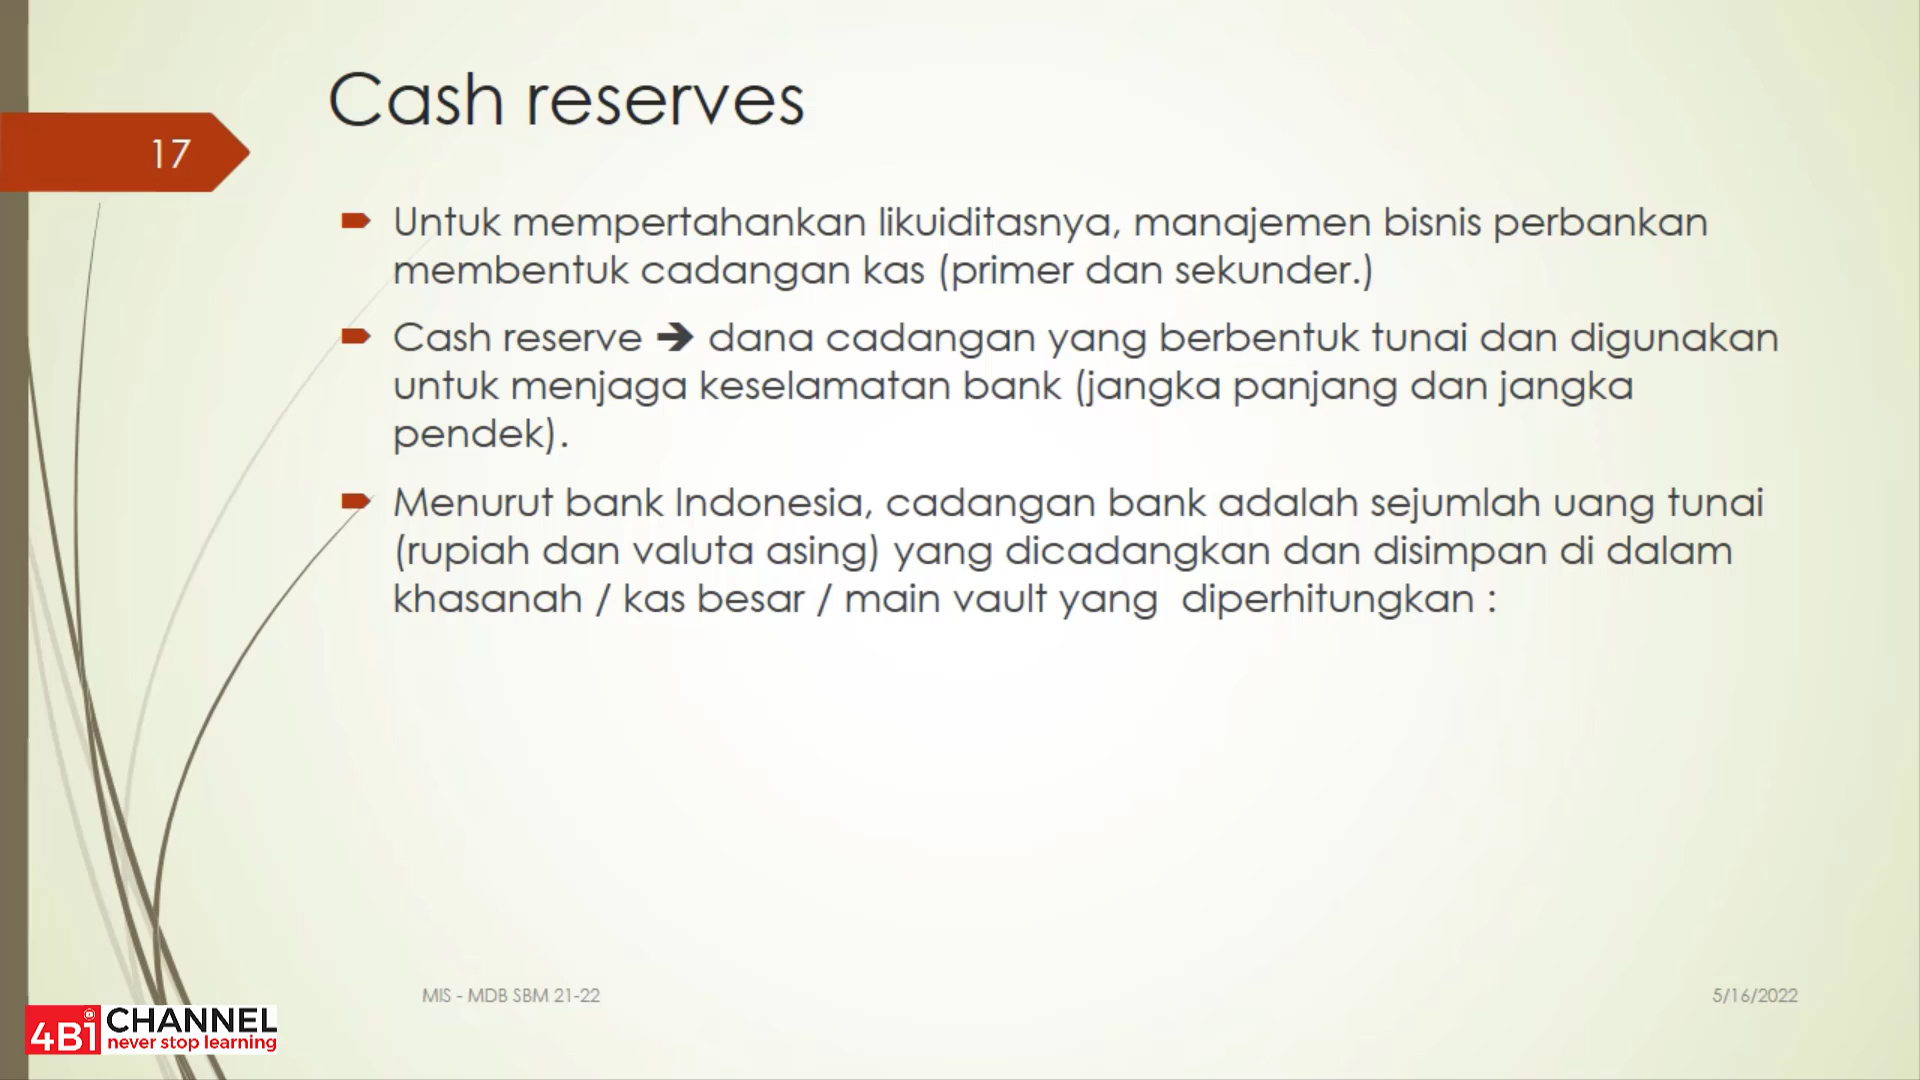 Cash reserves
17
Untuk mempertahankan likuiditasnya, manajemen bisnis perbankan
membentuk cadangan kas (primer dan sekunder.)
Cash reserve ➔ dana cadangan yang berbentuk tunai dan digunakan
untuk menjaga keselamatan bank (jangka panjang dan jangka
pendek).
Menurut bank Indonesia, cadangan bank adalah sejumlah uang tunai
(rupiah dan valuta asing) yang dicadangkan dan disimpan di dalam
khasanah / kas besar / main vault yang diperhitungkan :
MIS - MDB SBM 21-22
5/16/2022
4Bi CHANNEL
never stop learning